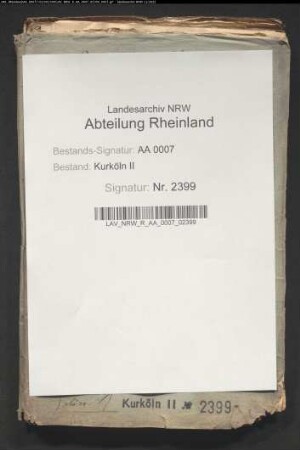 Landesarchiv NRW
Abteilung Rheinland
Bestands-Signatur: AA 0007
Bestand: Kurköln II
Signatur: Nr. 2399
LAV_NRW_R_AA_0007_02399
Kurköln II № 2399-